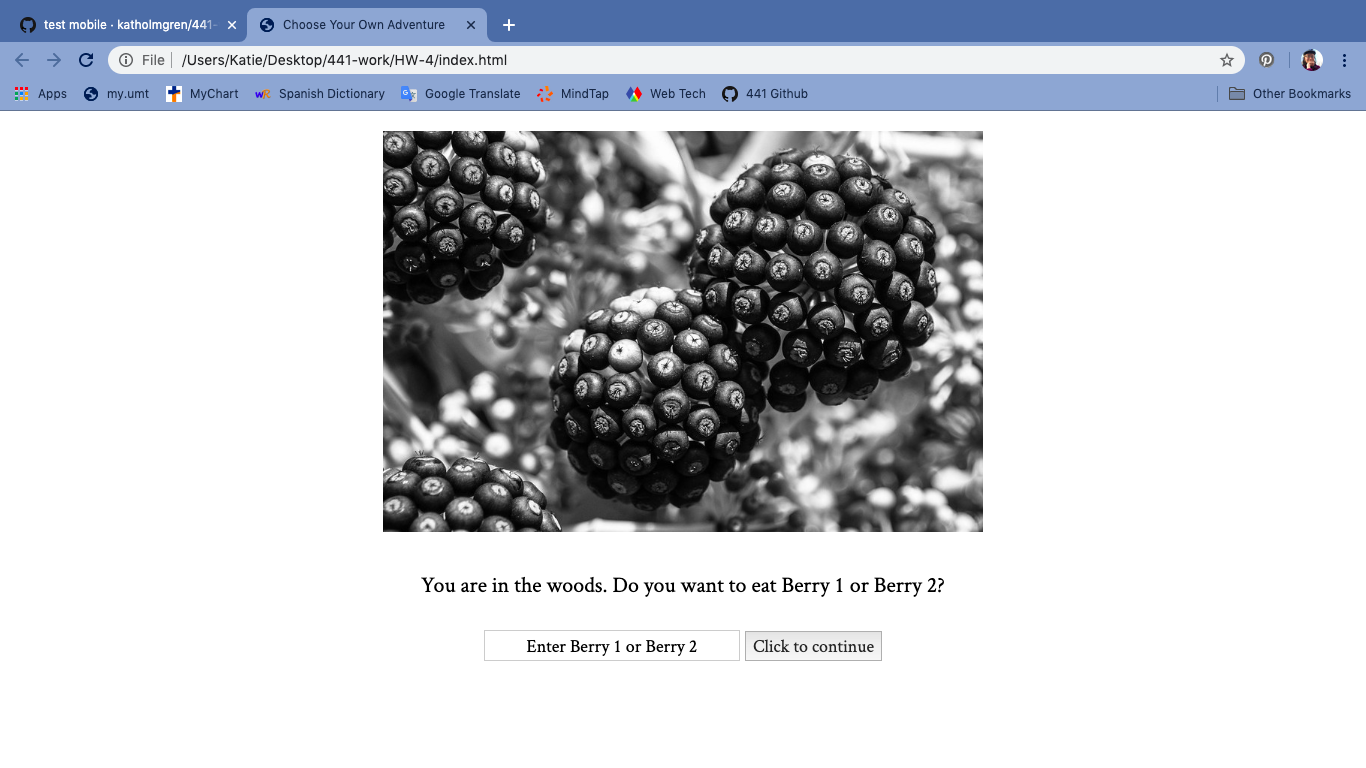 test mobile · katholmgren/441-
Choose Your Own Adventure
File /Users/Katie/Desktop/441-work/HW-4/index.html
Apps my.umt MyChart wR Spanish Dictionary Google Translate MindTap Web Tech 441 Github Other Bookmarks
You are in the woods. Do you want to eat Berry 1 or Berry 2?
Enter Berry 1 or Berry 2 Click to continue